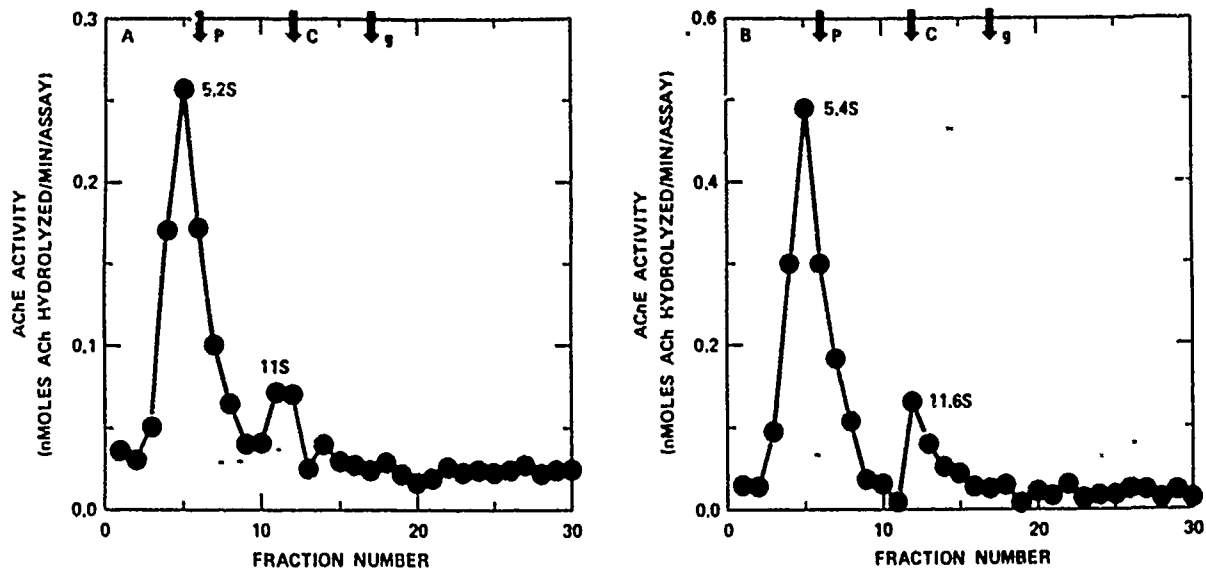 0.3
A
P
C
g
5.2S
0.2
0.1
11S
0.0
0
10
20
30
FRACTION NUMBER
AChE ACTIVITY
(nMOLES ACh HYDROLYZED/MIN/ASSAY)
0.6
B
P
C
g
5.4S
0.4
0.2
11.6S
0.0
0
10
20
30
FRACTION NUMBER
AChE ACTIVITY
(nMOLES ACh HYDROLYZED/MIN/ASSAY)